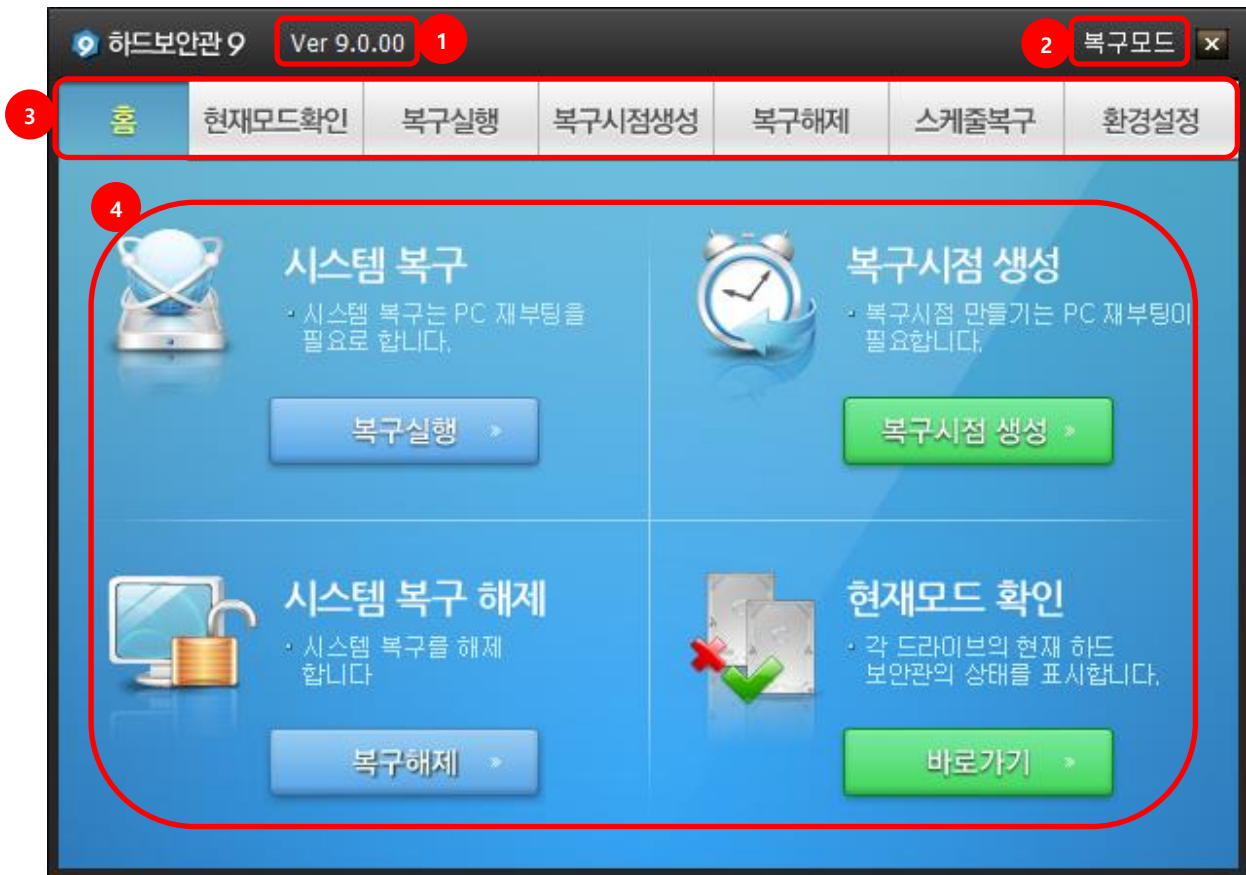 하드보안관 9 Ver 9.0.00 1 2 복구모드
3 홈 현재모드확인 복구실행 복구시점생성 복구해제 스케줄복구 환경설정
4
시스템 복구
· 시스템 복구는 PC 재부팅을
필요로 합니다.
복구실행 »
복구시점 생성
· 복구시점 만들기는 PC 재부팅이
필요합니다.
복구시점 생성 »
시스템 복구 해제
· 시스템 복구를 해제
합니다
복구해제 »
현재모드 확인
· 각 드라이브의 현재 하드
보안관의 상태를 표시합니다.
바로가기 »